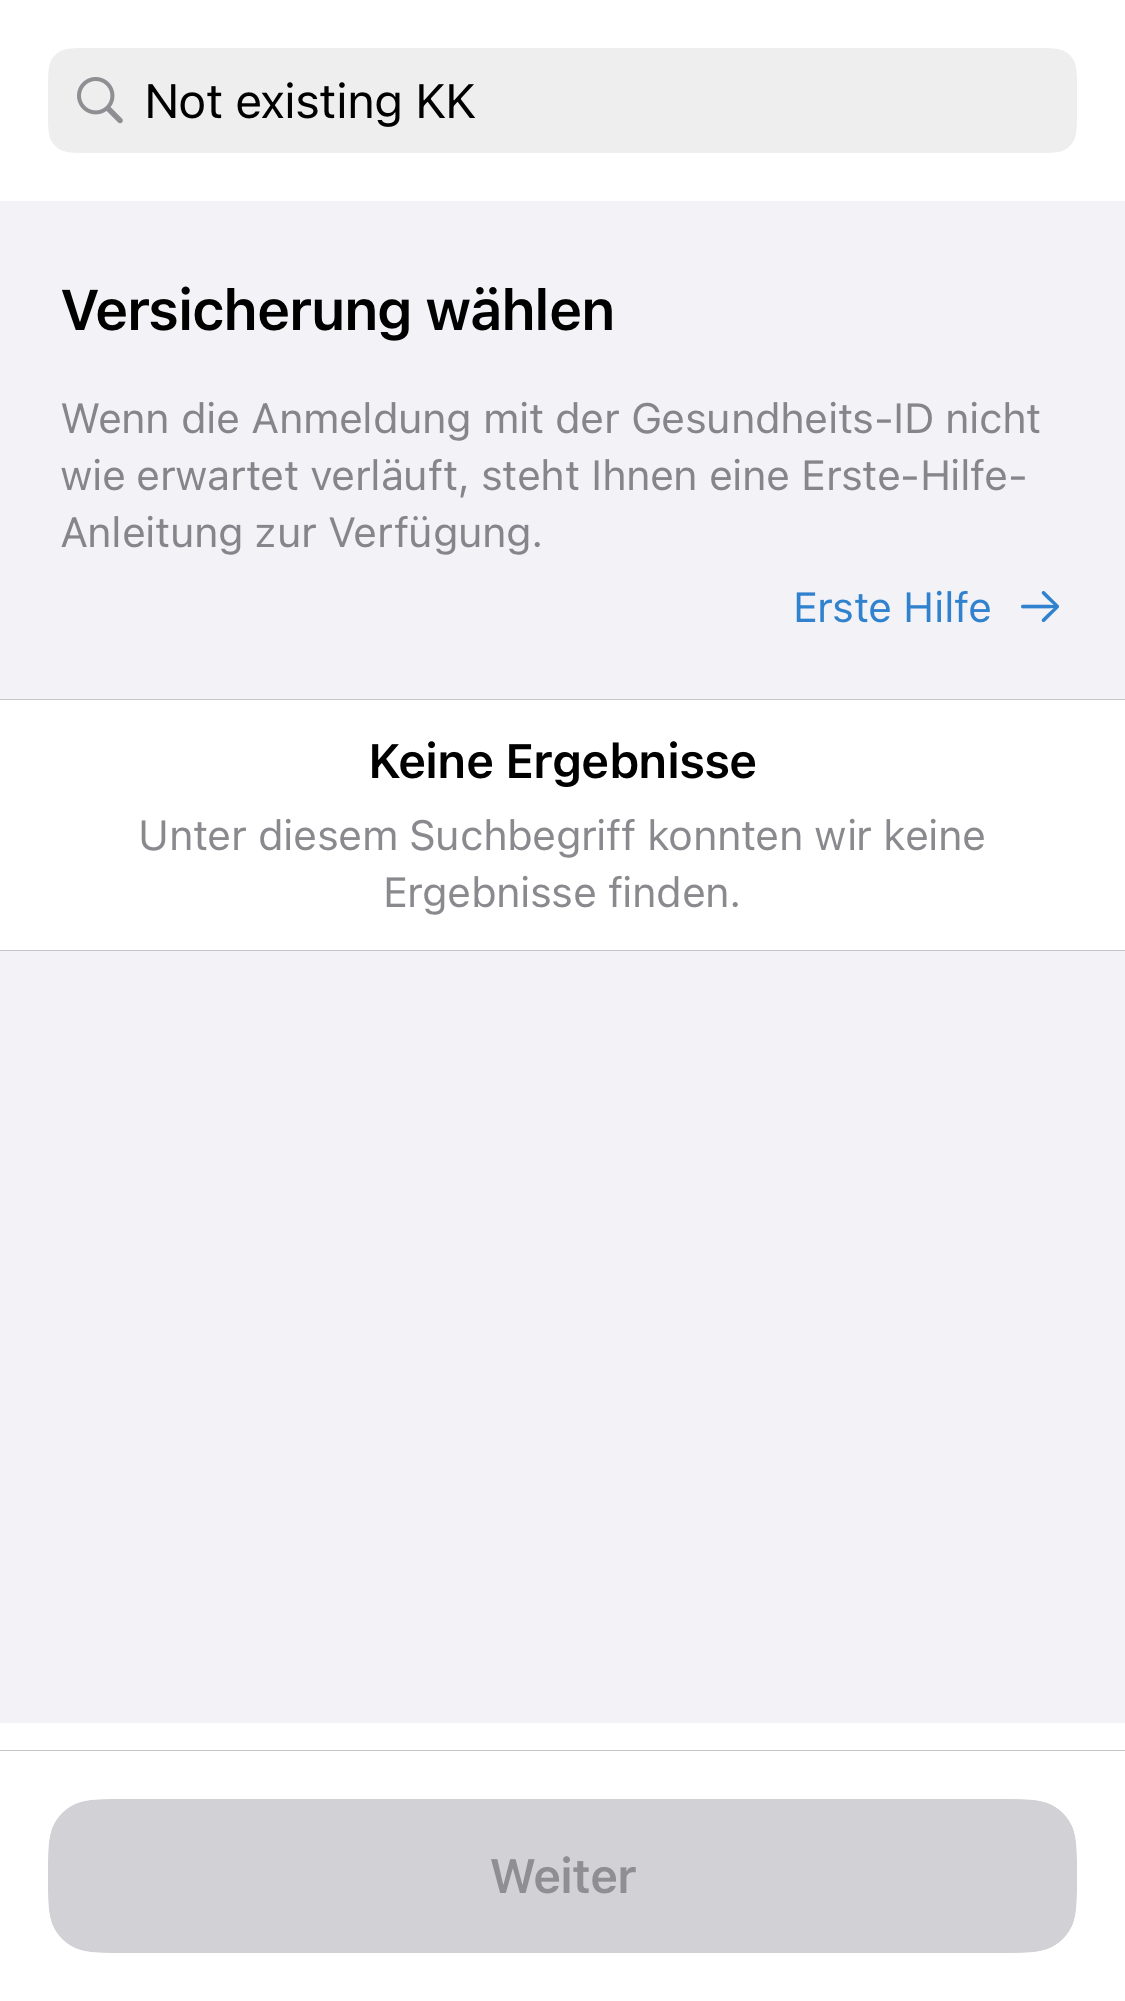 Not existing KK
Versicherung wählen
Wenn die Anmeldung mit der Gesundheits-ID nicht
wie erwartet verläuft, steht Ihnen eine Erste-Hilfe-
Anleitung zur Verfügung.
Erste Hilfe →
Keine Ergebnisse
Unter diesem Suchbegriff konnten wir keine
Ergebnisse finden.
Weiter